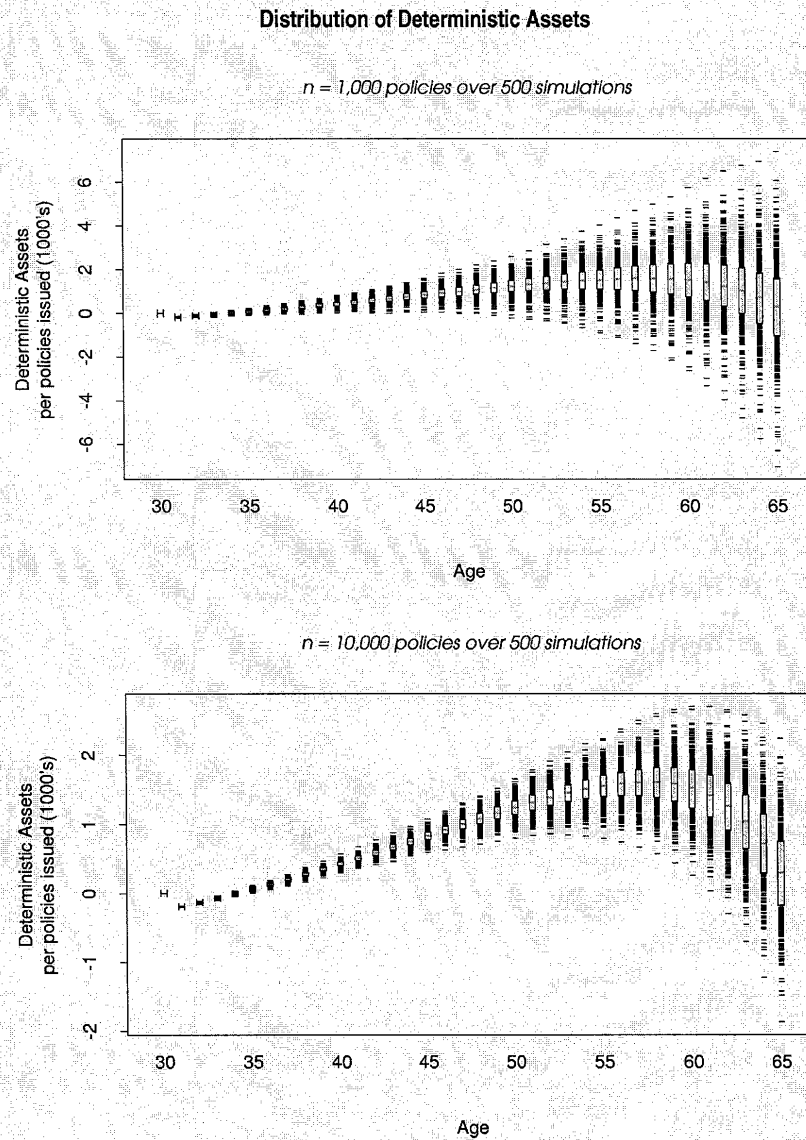 Distribution of Deterministic Assets
n = 1,000 policies over 500 simulations
Deterministic Assets
per policies issued (1000's)
6
4
2
0
-2
-4
-6
30 35 40 45 50 55 60 65
Age
n = 10,000 policies over 500 simulations
Deterministic Assets
per policies issued (1000's)
2
1
0
-1
-2
30 35 40 45 50 55 60 65
Age